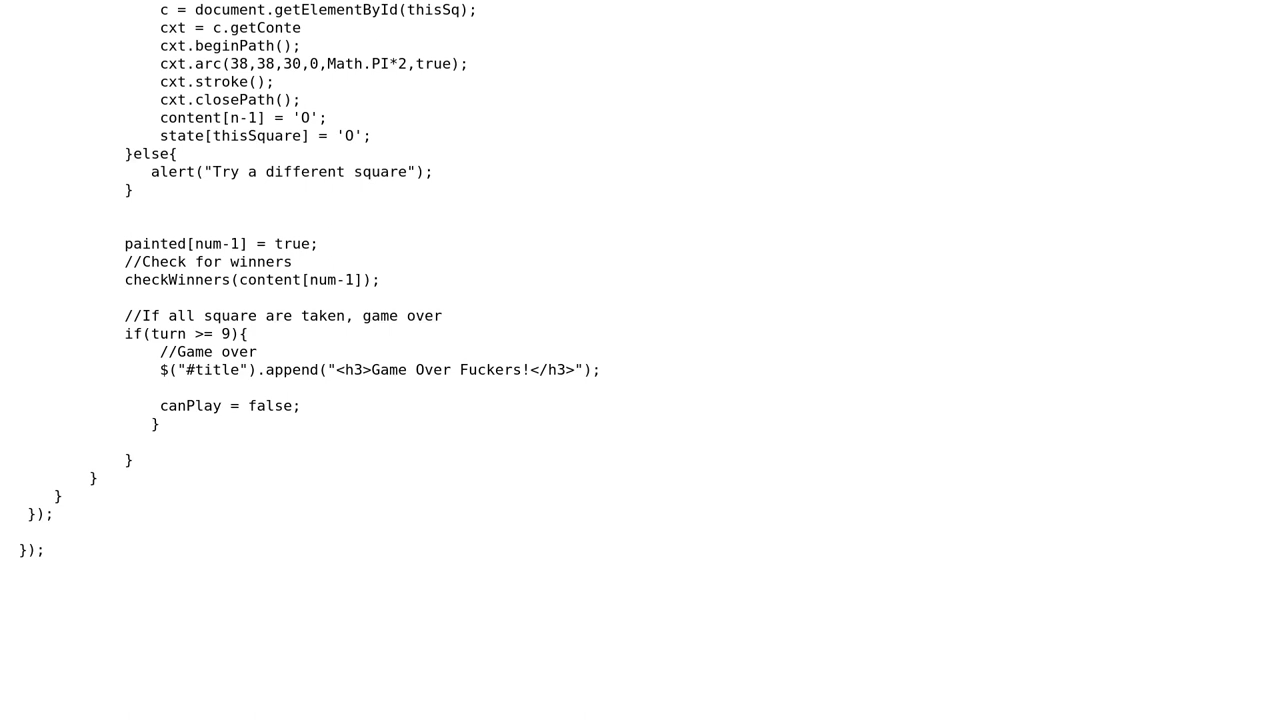 c = document.getElementById(thisSq);
cxt = c.getConte
cxt.beginPath();
cxt.arc(38,38,30,0,Math.PI*2,true);
cxt.stroke();
cxt.closePath();
content[n-1] = 'O';
state[thisSquare] = 'O';
}else{
alert("Try a different square");
}
painted[num-1] = true;
//Check for winners
checkWinners(content[num-1]);
//If all square are taken, game over
if(turn >= 9){
//Game over
$("#title").append("<h3>Game Over Fuckers!</h3>");
canPlay = false;
}
}
}
}
});
});